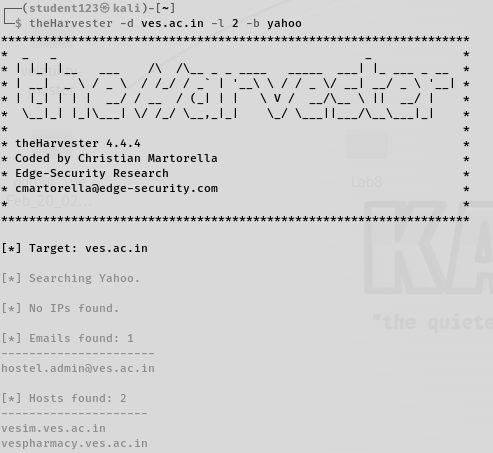 ┌──(student123㉿kali)-[~]
└─$ theHarvester -d ves.ac.in -l 2 -b yahoo
*******************************************************************
*  _   _                                            _             *
* | |_| |__   ___    /\  /\__ _ _ ____   _____  ___| |_ ___ _ __  *
* | __|  _ \ / _ \  / /_/ / _` | '__\ \ / / _ \/ __| __/ _ \ '__| *
* | |_| | | |  __/ / __  / (_| | |   \ V /  __/\__ \ ||  __/ |    *
*  \__|_| |_|\___| \/ /_/ \__,_|_|    \_/ \___||___/\__\___|_|    *
*                                                                 *
* theHarvester 4.4.4                                              *
* Coded by Christian Martorella                                   *
* Edge-Security Research                                          *
* cmartorella@edge-security.com                                   *
*                                                                 *
*******************************************************************
[*] Target: ves.ac.in
[*] Searching Yahoo.
[*] No IPs found.
[*] Emails found: 1
----------------------
hostel.admin@ves.ac.in
[*] Hosts found: 2
---------------------
vesim.ves.ac.in
vespharmacy.ves.ac.in
Lab8
KA
"the quiete